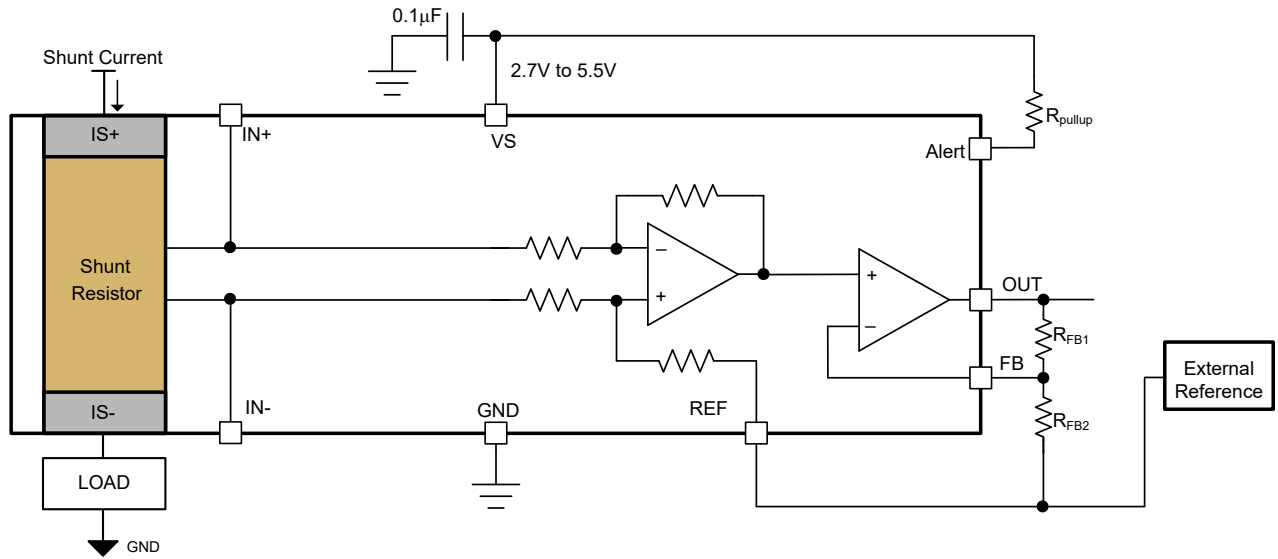 0.1μF
Shunt Current
2.7V to 5.5V
IS+
IN+
VS
Rpullup
Alert
Shunt
Resistor
−
+
+
−
OUT
RFB1
FB
External
Reference
IS-
IN-
GND
REF
RFB2
LOAD
GND